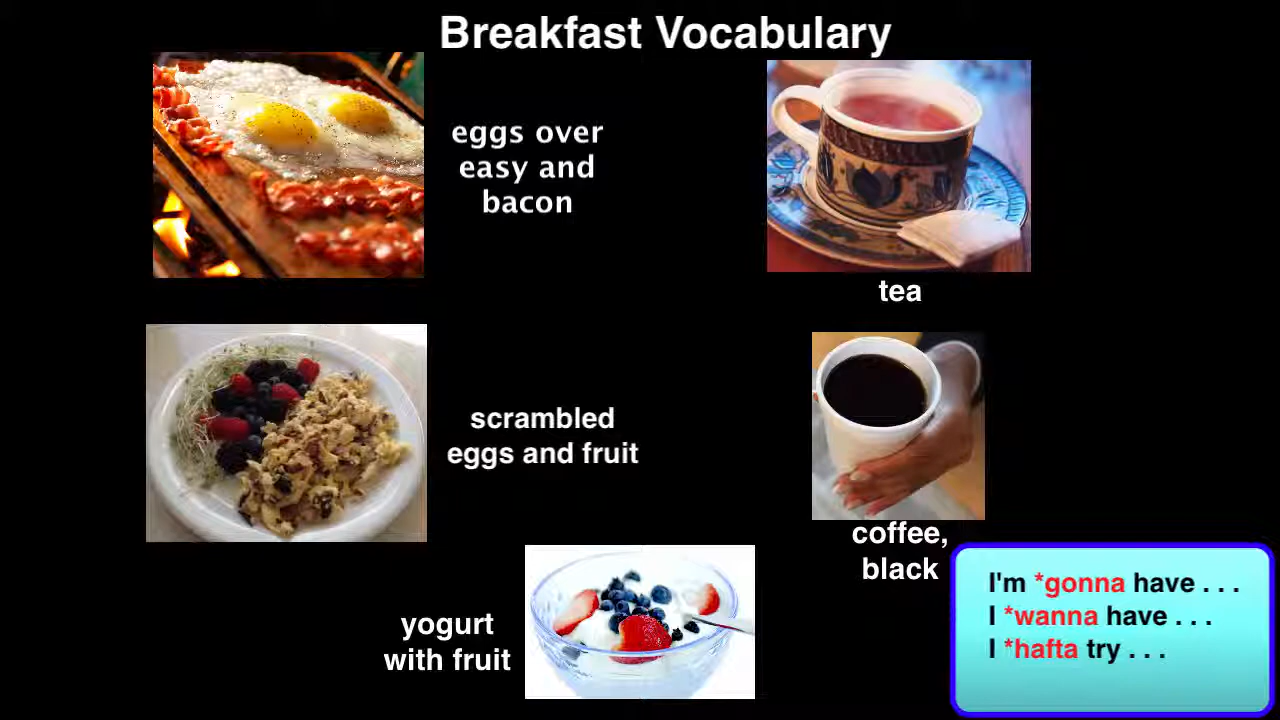 Breakfast Vocabulary
eggs over
easy and
bacon
tea
scrambled
eggs and fruit
coffee,
black
yogurt
with fruit
I'm *gonna have . . .
I *wanna have . . .
I *hafta try . . .